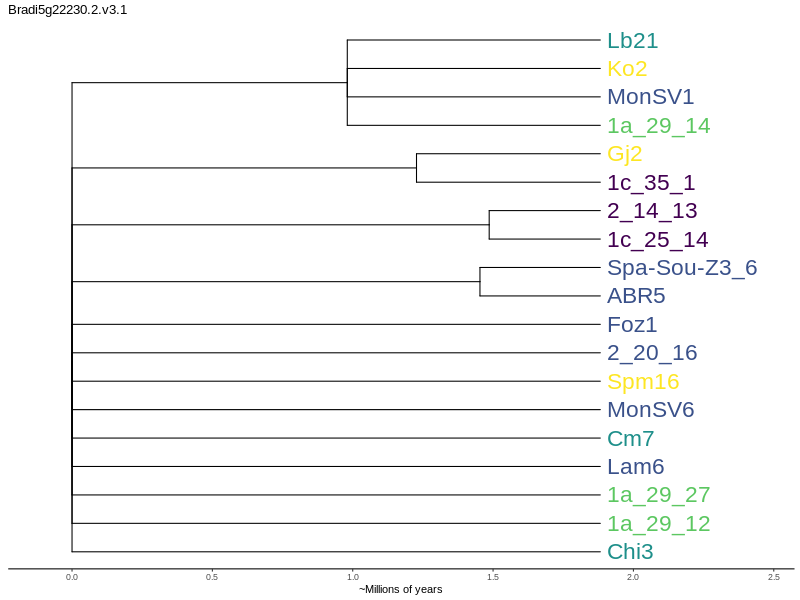 Bradi5g22230.2.v3.1
Lb21
Ko2
MonSV1
1a_29_14
Gj2
1c_35_1
2_14_13
1c_25_14
Spa-Sou-Z3_6
ABR5
Foz1
2_20_16
Spm16
MonSV6
Cm7
Lam6
1a_29_27
1a_29_12
Chi3
0.0 0.5 1.0 1.5 2.0 2.5
~Millions of years